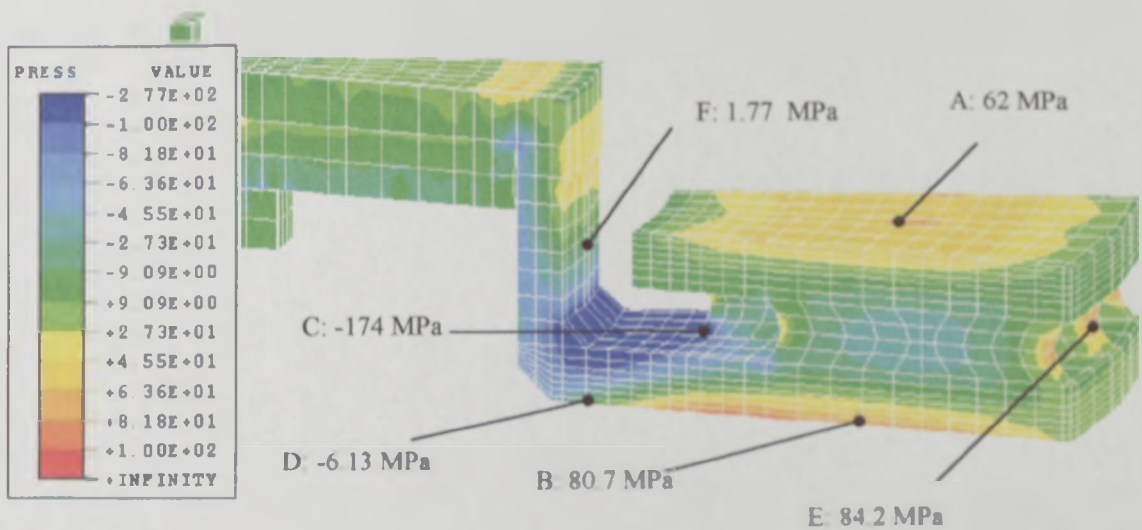 PRESS VALUE
-2 77E+02
-1 00E+02
-8 18E+01
-6. 36E+01
-4 55E+01
-2 73E+01
-9 09E+00
+9 09E+00
+2 73E+01
+4 55E+01
+6. 36E+01
+8. 18E+01
+1. 00E+02
+INFINITY
F: 1.77 MPa
A: 62 MPa
C: -174 MPa
D: -6.13 MPa
B: 80.7 MPa
E: 84.2 MPa